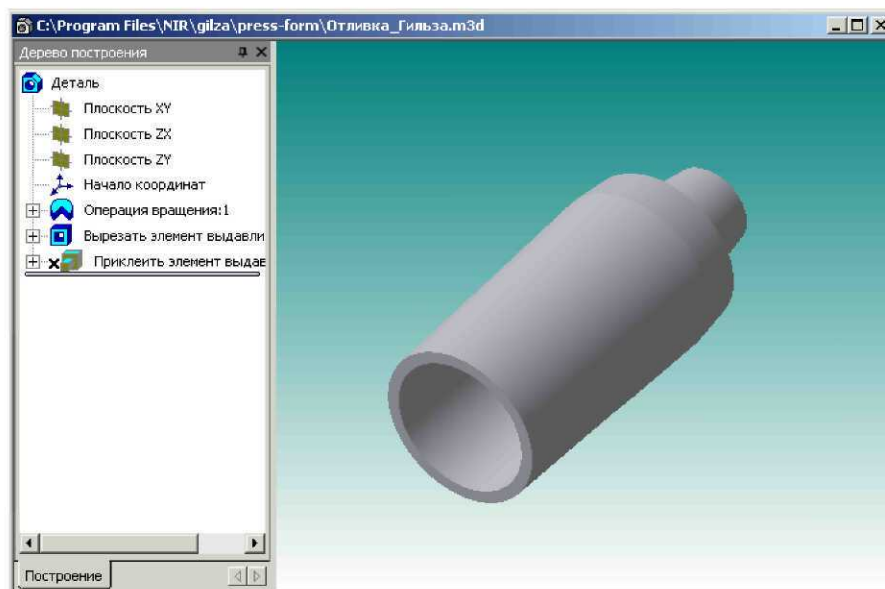 C:\Program Files\NIR\gilza\press-form\Отливка_Гильза.m3d
Дерево построения
Деталь
Плоскость XY
Плоскость ZX
Плоскость ZY
Начало координат
Операция вращения:1
Вырезать элемент выдавли
Приклеить элемент выдав
Построение